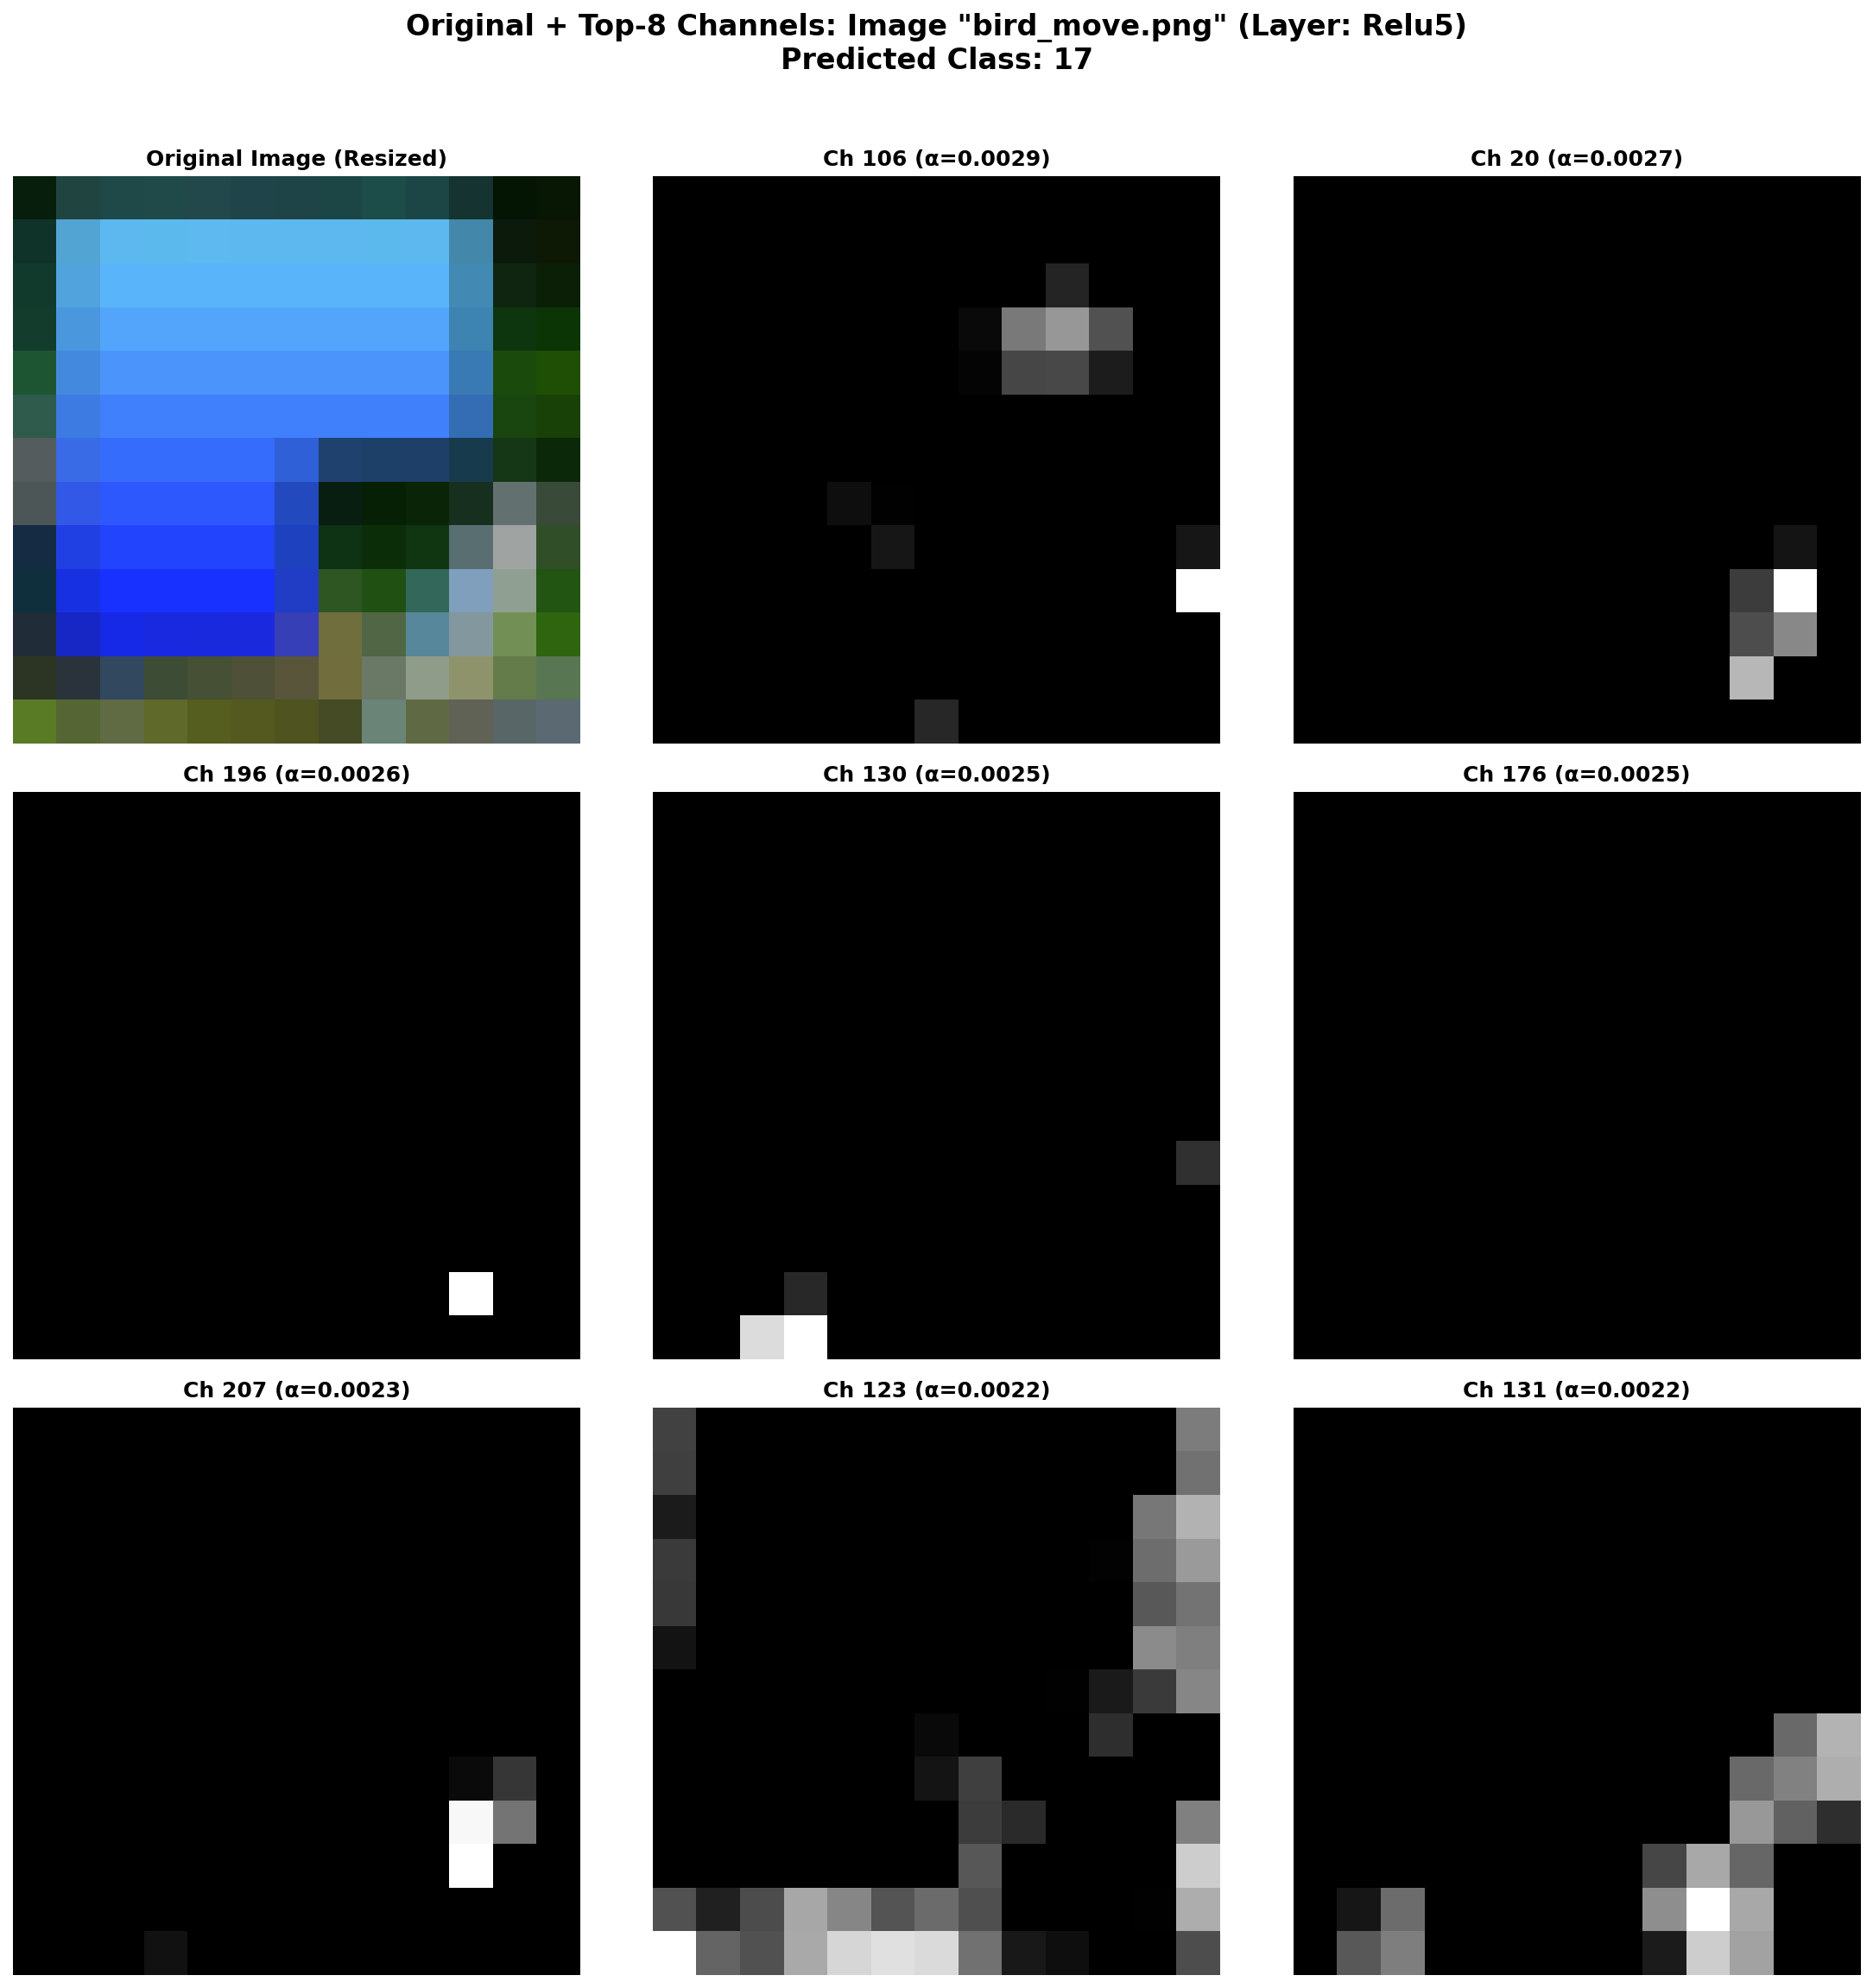 Original + Top-8 Channels: Image "bird_move.png" (Layer: Relu5)
Predicted Class: 17
Original Image (Resized)
Ch 106 (α=0.0029)
Ch 20 (α=0.0027)
Ch 196 (α=0.0026)
Ch 130 (α=0.0025)
Ch 176 (α=0.0025)
Ch 207 (α=0.0023)
Ch 123 (α=0.0022)
Ch 131 (α=0.0022)